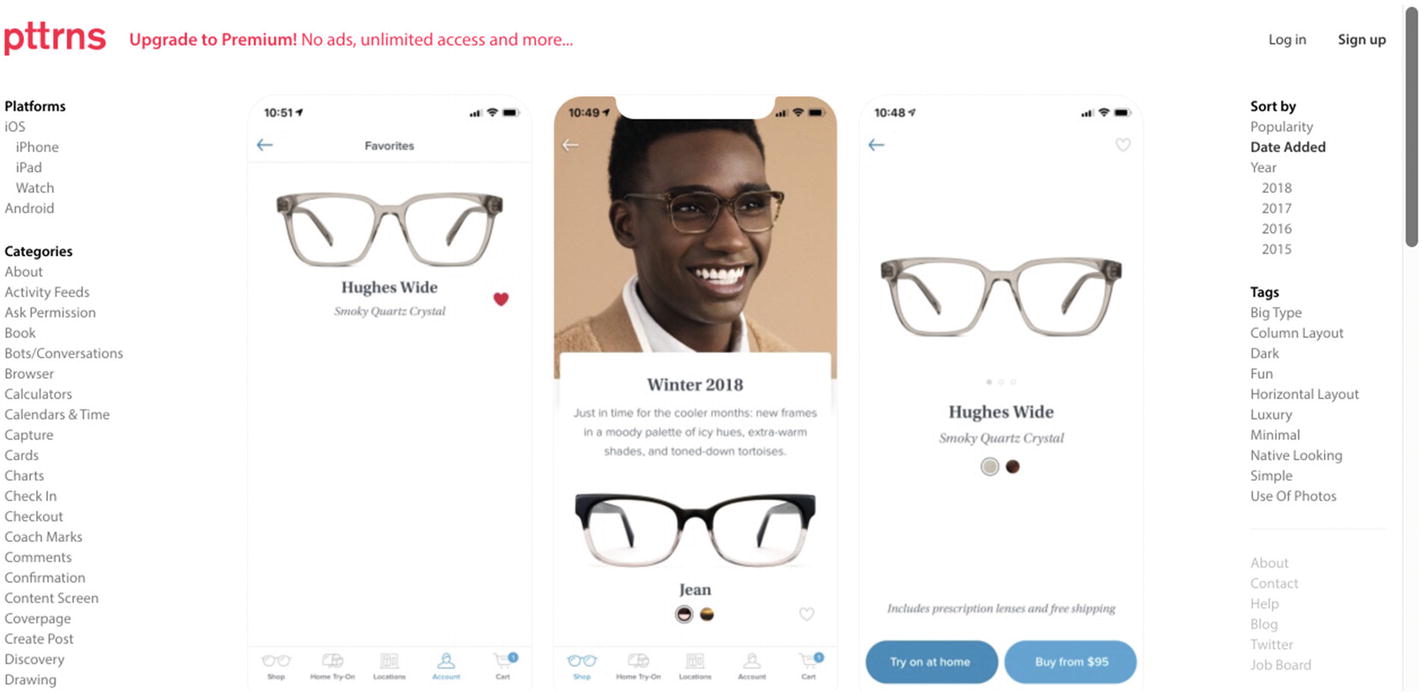 pttrns
Upgrade to Premium! No ads, unlimited access and more...
Log in
Sign up
Platforms
iOS
iPhone
iPad
Watch
Android
Categories
About
Activity Feeds
Ask Permission
Book
Bots/Conversations
Browser
Calculators
Calendars & Time
Capture
Cards
Charts
Check In
Checkout
Coach Marks
Comments
Confirmation
Content Screen
Coverpage
Create Post
Discovery
Drawing
10:51
Favorites
Hughes Wide
Smoky Quartz Crystal
Shop
Home Try-On
Locations
Account
Cart
1
10:49
Winter 2018
Just in time for the cooler months: new frames
in a moody palette of icy hues, extra-warm
shades, and toned-down tortoises.
Jean
Shop
Home Try-On
Locations
Account
Cart
1
10:48
Hughes Wide
Smoky Quartz Crystal
Includes prescription lenses and free shipping
Try on at home
Buy from $95
Sort by
Popularity
Date Added
Year
2018
2017
2016
2015
Tags
Big Type
Column Layout
Dark
Fun
Horizontal Layout
Luxury
Minimal
Native Looking
Simple
Use Of Photos
About
Contact
Help
Blog
Twitter
Job Board